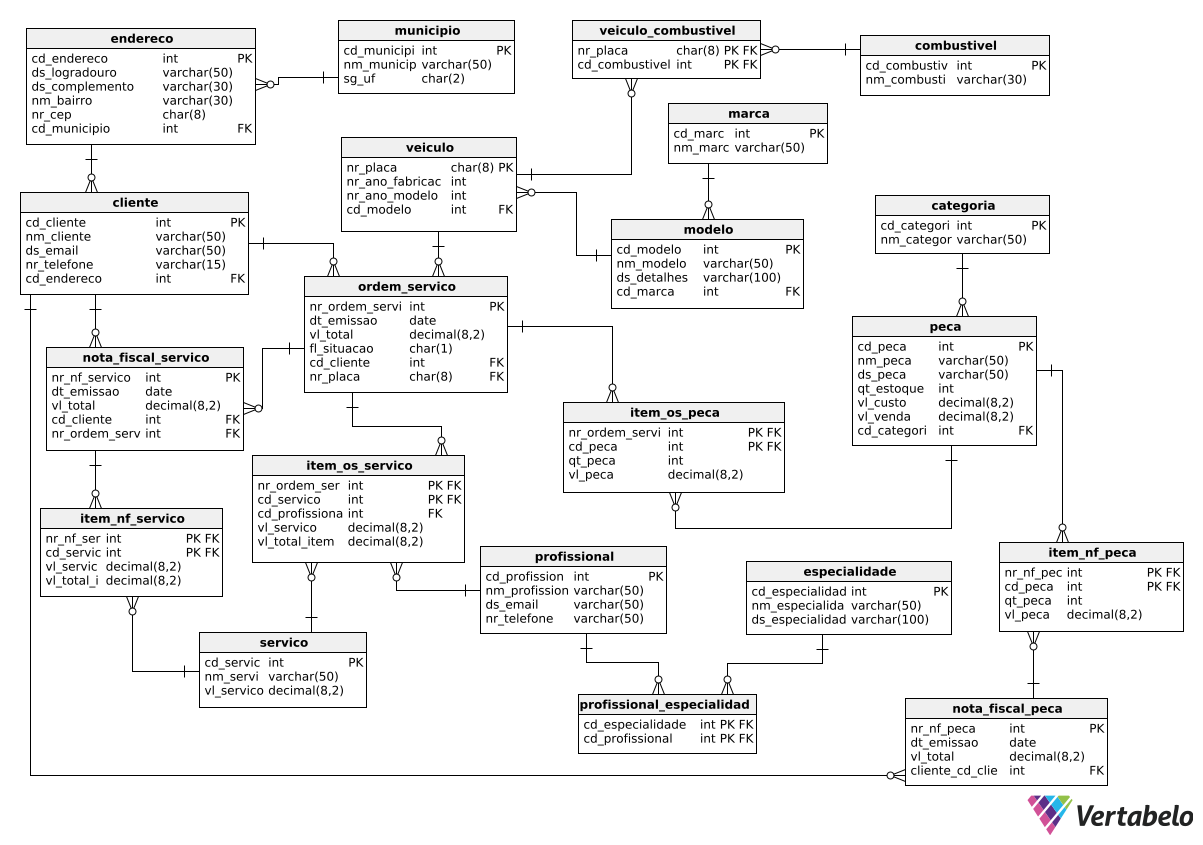 endereco
cd_endereco int PK
ds_logradouro varchar(50)
ds_complemento varchar(30)
nm_bairro varchar(30)
nr_cep char(8)
cd_municipio int FK
municipio
cd_municipi int PK
nm_municip varchar(50)
sg_uf char(2)
veiculo_combustivel
nr_placa char(8) PK FK
cd_combustivel int PK FK
combustivel
cd_combustiv int PK
nm_combusti varchar(30)
marca
cd_marc int PK
nm_marc varchar(50)
veiculo
nr_placa char(8) PK
nr_ano_fabricac int
nr_ano_modelo int
cd_modelo int FK
cliente
cd_cliente int PK
nm_cliente varchar(50)
ds_email varchar(50)
nr_telefone varchar(15)
cd_endereco int FK
modelo
cd_modelo int PK
nm_modelo varchar(50)
ds_detalhes varchar(100)
cd_marca int FK
categoria
cd_categori int PK
nm_categor varchar(50)
ordem_servico
nr_ordem_servi int PK
dt_emissao date
vl_total decimal(8,2)
fl_situacao char(1)
cd_cliente int FK
nr_placa char(8) FK
peca
cd_peca int PK
nm_peca varchar(50)
ds_peca varchar(50)
qt_estoque int
vl_custo decimal(8,2)
vl_venda decimal(8,2)
cd_categori int FK
nota_fiscal_servico
nr_nf_servico int PK
dt_emissao date
vl_total decimal(8,2)
cd_cliente int FK
nr_ordem_serv int FK
item_os_peca
nr_ordem_servi int PK FK
cd_peca int PK FK
qt_peca int
vl_peca decimal(8,2)
item_os_servico
nr_ordem_ser int PK FK
cd_servico int PK FK
cd_profissiona int FK
vl_servico decimal(8,2)
vl_total_item decimal(8,2)
item_nf_servico
nr_nf_ser int PK FK
cd_servic int PK FK
vl_servic decimal(8,2)
vl_total_i decimal(8,2)
profissional
cd_profission int PK
nm_profission varchar(50)
ds_email varchar(50)
nr_telefone varchar(50)
especialidade
cd_especialidad int PK
nm_especialida varchar(50)
ds_especialidad varchar(100)
item_nf_peca
nr_nf_pec int PK FK
cd_peca int PK FK
qt_peca int
vl_peca decimal(8,2)
servico
cd_servic int PK
nm_servi varchar(50)
vl_servico decimal(8,2)
profissional_especialidad
cd_especialidade int PK FK
cd_profissional int PK FK
nota_fiscal_peca
nr_nf_peca int PK
dt_emissao date
vl_total decimal(8,2)
cliente_cd_clie int FK
Vertabelo